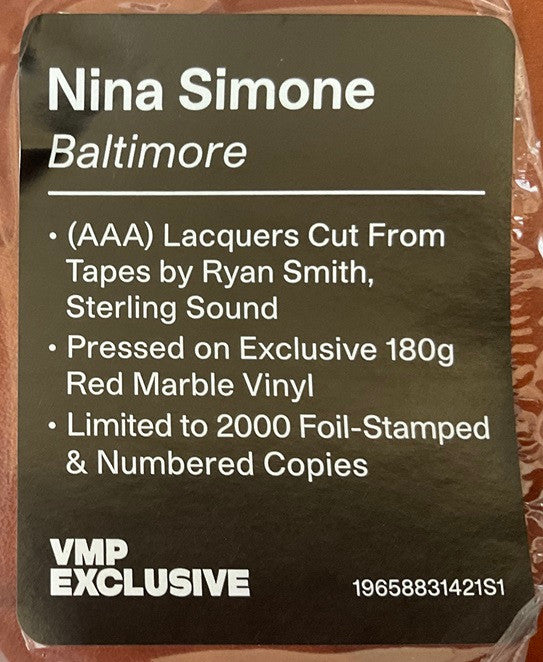 Nina Simone
Baltimore
• (AAA) Lacquers Cut From
Tapes by Ryan Smith,
Sterling Sound
• Pressed on Exclusive 180g
Red Marble Vinyl
• Limited to 2000 Foil-Stamped
& Numbered Copies
VMP
EXCLUSIVE
19658831421S1